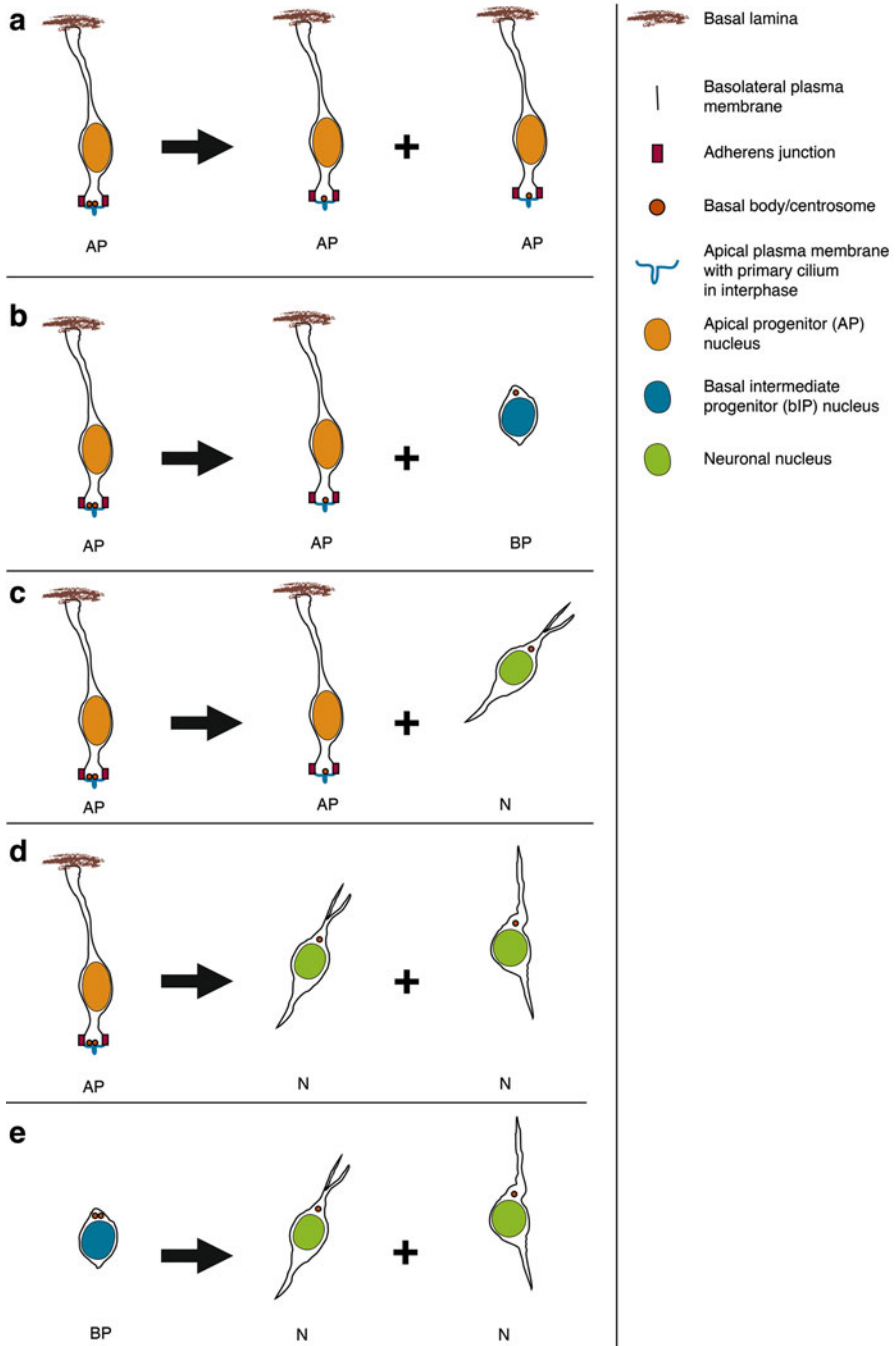 a
+
AP
AP
AP
b
+
AP
AP
BP
c
+
AP
AP
N
d
+
AP
N
N
e
+
BP
N
N
Basal lamina
Basolateral plasma
membrane
Adherens junction
Basal body/centrosome
Apical plasma membrane
with primary cilium
in interphase
Apical progenitor (AP)
nucleus
Basal intermediate
progenitor (bIP) nucleus
Neuronal nucleus